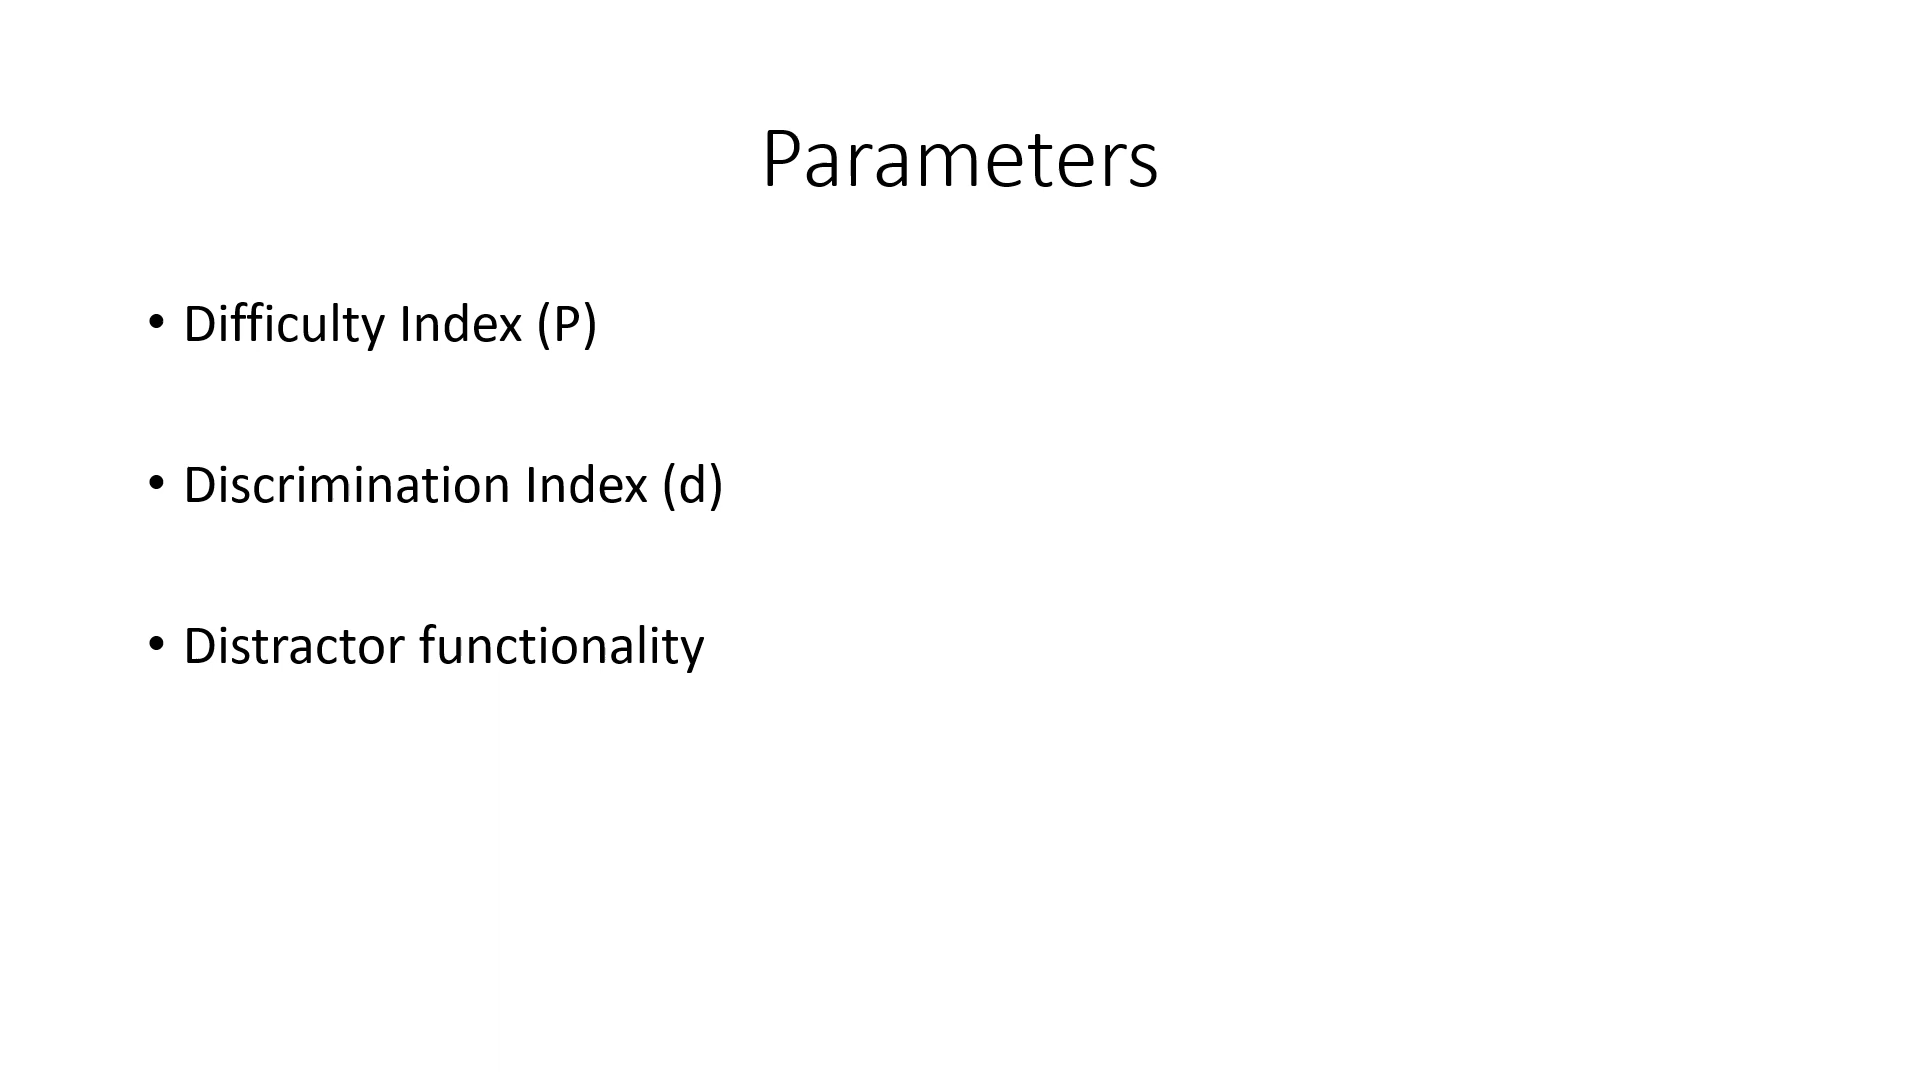 Parameters
• Difficulty Index (P)
• Discrimination Index (d)
• Distractor functionality